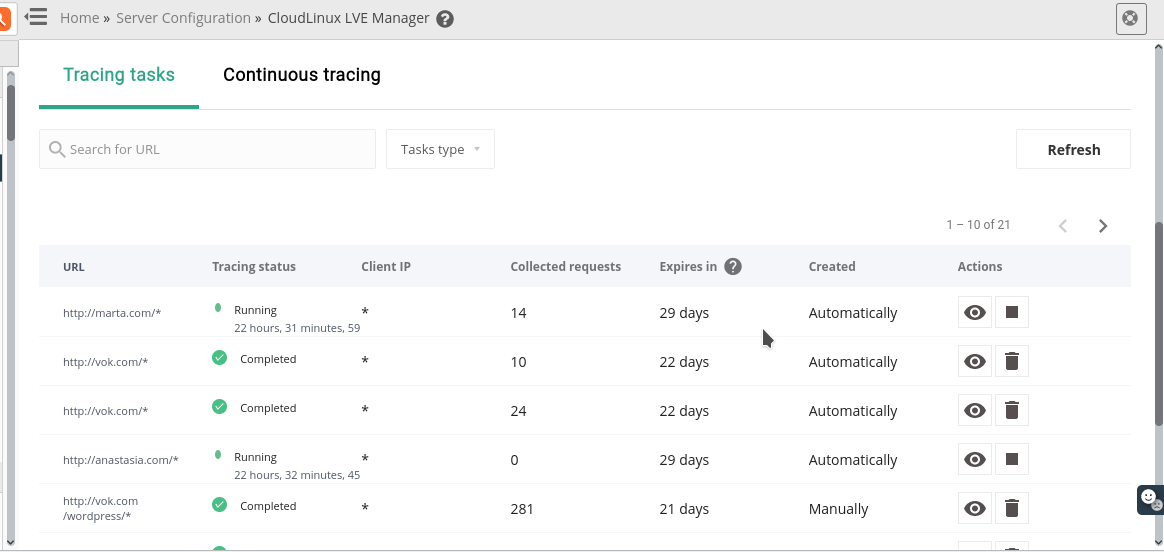 Home » Server Configuration » CloudLinux LVE Manager ?
Tracing tasks Continuous tracing
Search for URL Tasks type Refresh
1 – 10 of 21
URL Tracing status Client IP Collected requests Expires in ? Created Actions
http://marta.com/* Running * 14 29 days Automatically
22 hours, 31 minutes, 59
http://vok.com/* Completed * 10 22 days Automatically
http://vok.com/* Completed * 24 22 days Automatically
http://anastasia.com/* Running * 0 29 days Automatically
22 hours, 32 minutes, 45
http://vok.com Completed * 281 21 days Manually
/wordpress/*